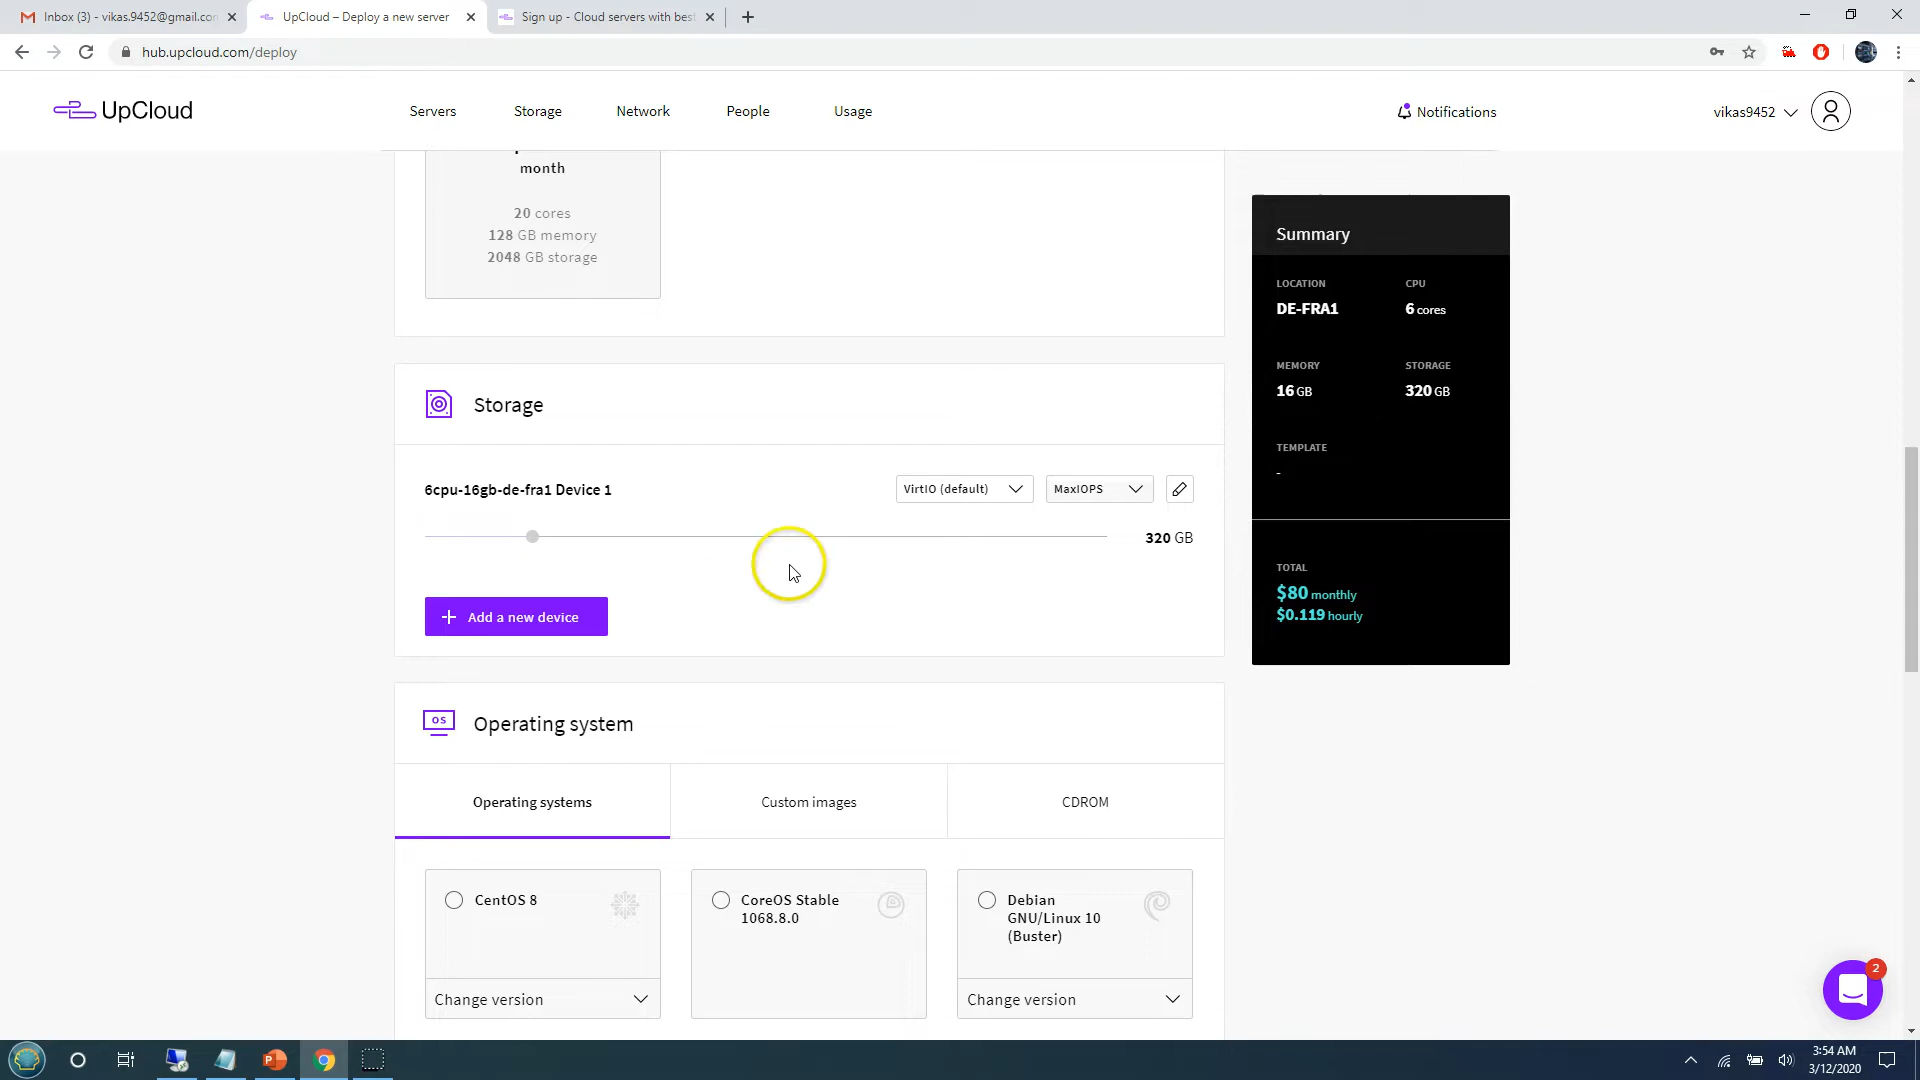 Inbox (3) - vikas.9452@gmail.con
UpCloud – Deploy a new server
Sign up - Cloud servers with best
hub.upcloud.com/deploy
UpCloud
Servers
Storage
Network
People
Usage
Notifications
vikas9452
month
20 cores
128 GB memory
2048 GB storage
Summary
LOCATION
CPU
DE-FRA1
6 cores
MEMORY
STORAGE
16 GB
320 GB
TEMPLATE
-
TOTAL
$80 monthly
$0.119 hourly
Storage
6cpu-16gb-de-fra1 Device 1
VirtIO (default)
MaxIOPS
320 GB
+ Add a new device
OS
Operating system
Operating systems
Custom images
CDROM
CentOS 8
Change version
CoreOS Stable
1068.8.0
Debian
GNU/Linux 10
(Buster)
Change version
2
3:54 AM
3/12/2020